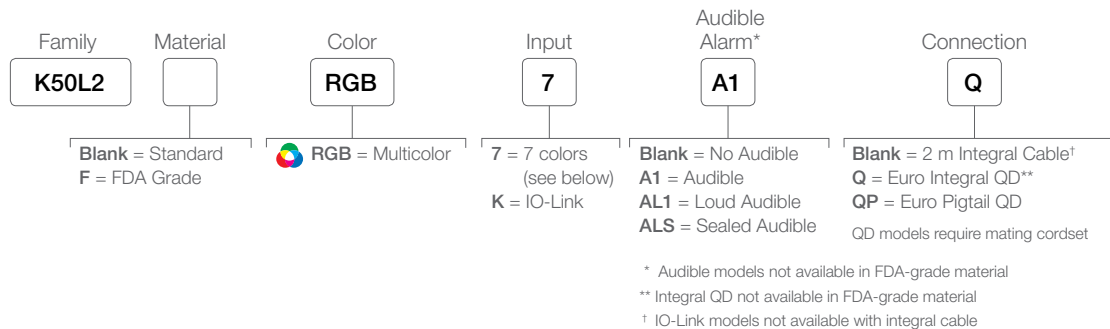 Family
Material
Color
Input
Audible
Alarm*
Connection
K50L2
RGB
7
A1
Q
Blank = Standard
F = FDA Grade
RGB = Multicolor
7 = 7 colors
(see below)
K = IO-Link
Blank = No Audible
A1 = Audible
AL1 = Loud Audible
ALS = Sealed Audible
Blank = 2 m Integral Cable†
Q = Euro Integral QD**
QP = Euro Pigtail QD
QD models require mating cordset
* Audible models not available in FDA-grade material
** Integral QD not available in FDA-grade material
† IO-Link models not available with integral cable